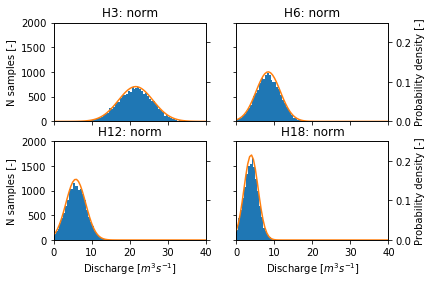 H3: norm
H6: norm
2000
1500
1000
500
0
N samples [-]
0.2
0.1
0.0
Probability density [-]
H12: norm
H18: norm
2000
1500
1000
500
0
N samples [-]
0.2
0.1
0.0
Probability density [-]
0 10 20 30 40
0 10 20 30 40
Discharge [m³s⁻¹]
Discharge [m³s⁻¹]